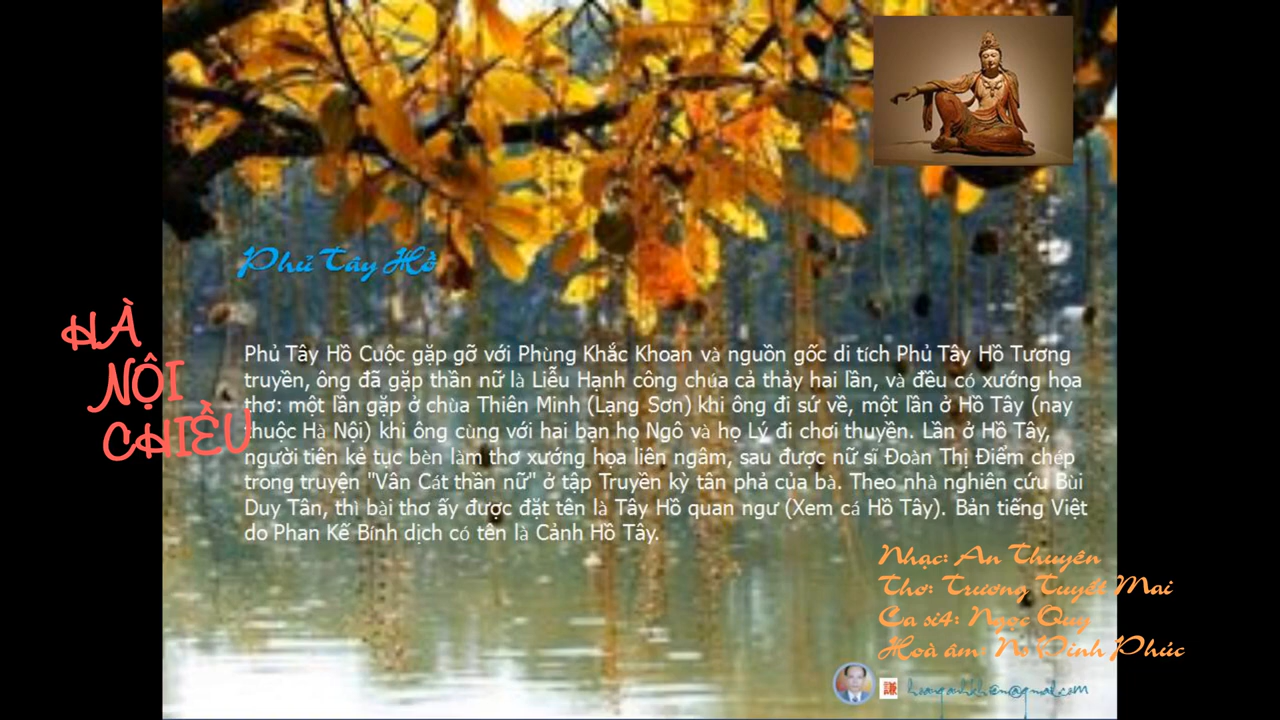 Phủ Tây Hồ
HÀ
NỘI
CHIỀU
Phủ Tây Hồ Cuộc gặp gỡ với Phùng Khắc Khoan và nguồn gốc di tích Phủ Tây Hồ Tương
truyền, ông đã gặp thần nữ là Liễu Hạnh công chúa cả thảy hai lần, và đều có xướng họa
thơ: một lần gặp ở chùa Thiên Minh (Lạng Sơn) khi ông đi sứ về, một lần ở Hồ Tây (nay
thuộc Hà Nội) khi ông cùng với hai bạn họ Ngô và họ Lý đi chơi thuyền. Lần ở Hồ Tây,
người tiên kẻ tục bèn làm thơ xướng họa liên ngâm, sau được nữ sĩ Đoàn Thị Điểm chép
trong truyện "Vân Cát thần nữ" ở tập Truyền kỳ tân phả của bà. Theo nhà nghiên cứu Bùi
Duy Tân, thì bài thơ ấy được đặt tên là Tây Hồ quan ngư (Xem cá Hồ Tây). Bản tiếng Việt
do Phan Kế Bính dịch có tên là Cảnh Hồ Tây.
Nhạc: An Thuyên
Thơ: Trương Tuyết Mai
Ca si4: Ngọc Quy
Hoà âm: Đình Phúc
謙